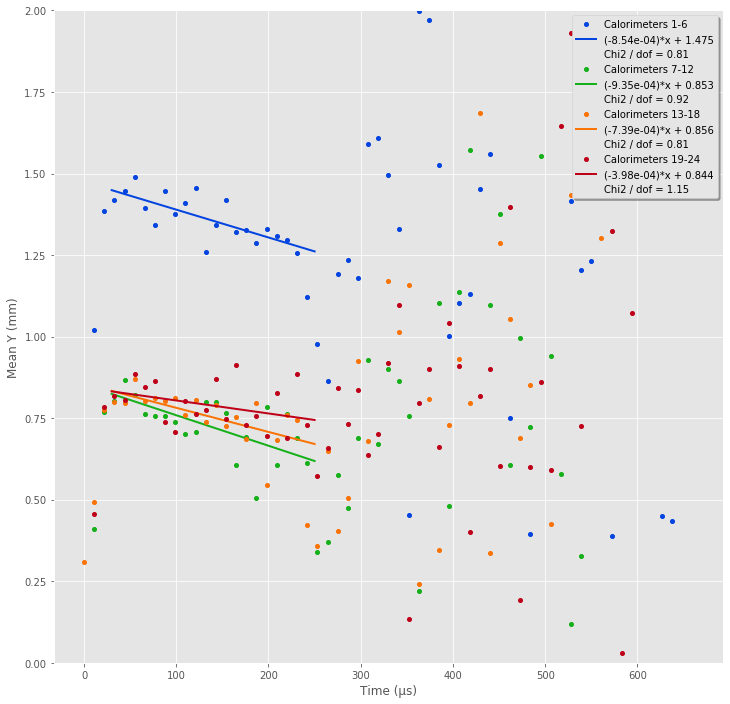 2.00
1.75
1.50
1.25
1.00
0.75
0.50
0.25
0.00
Mean Y (mm)
0
100
200
300
400
500
600
Time (μs)
Calorimeters 1-6
(-8.54e-04)*x + 1.475
Chi2 / dof = 0.81
Calorimeters 7-12
(-9.35e-04)*x + 0.853
Chi2 / dof = 0.92
Calorimeters 13-18
(-7.39e-04)*x + 0.856
Chi2 / dof = 0.81
Calorimeters 19-24
(-3.98e-04)*x + 0.844
Chi2 / dof = 1.15